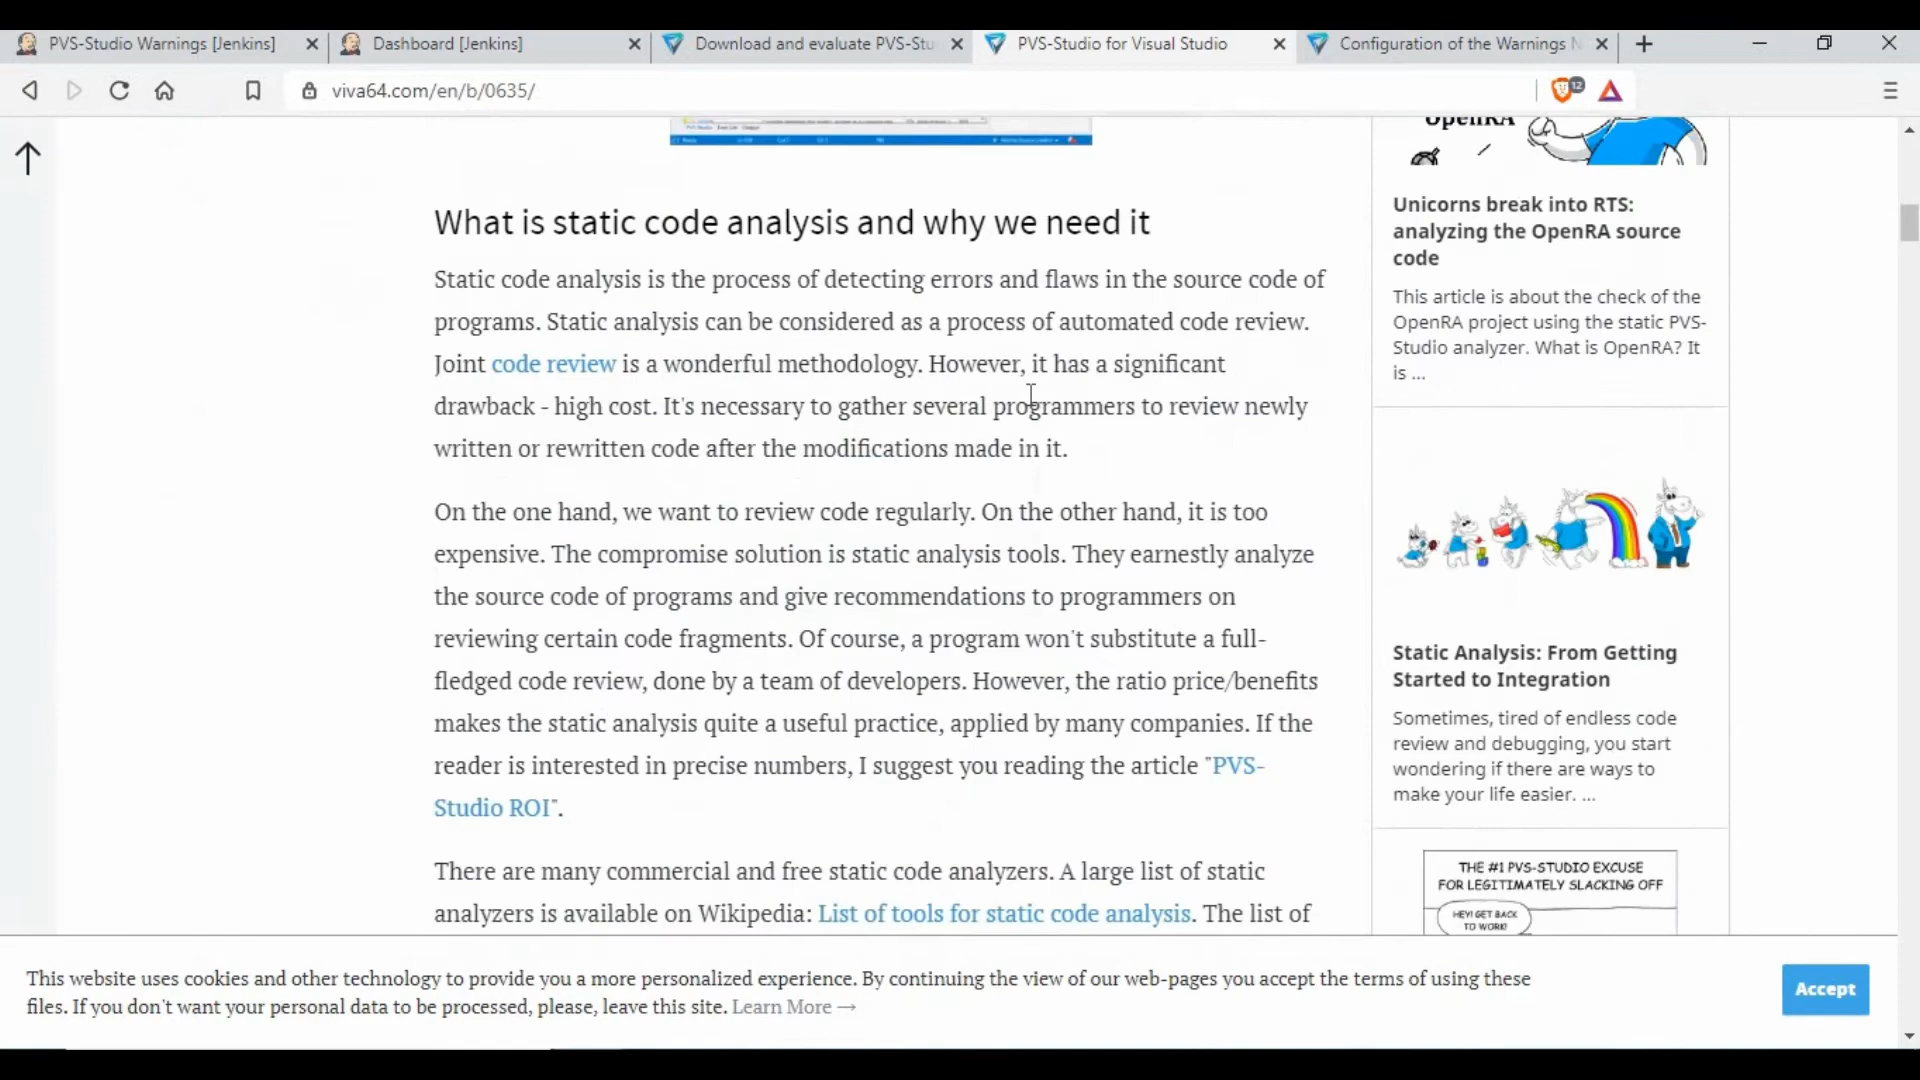 PVS-Studio Warnings [Jenkins]
Dashboard [Jenkins]
Download and evaluate PVS-Stu
PVS-Studio for Visual Studio
Configuration of the Warnings N
viva64.com/en/b/0635/
12
What is static code analysis and why we need it
Static code analysis is the process of detecting errors and flaws in the source code of
programs. Static analysis can be considered as a process of automated code review.
Joint code review is a wonderful methodology. However, it has a significant
drawback - high cost. It's necessary to gather several programmers to review newly
written or rewritten code after the modifications made in it.
On the one hand, we want to review code regularly. On the other hand, it is too
expensive. The compromise solution is static analysis tools. They earnestly analyze
the source code of programs and give recommendations to programmers on
reviewing certain code fragments. Of course, a program won't substitute a full-
fledged code review, done by a team of developers. However, the ratio price/benefits
makes the static analysis quite a useful practice, applied by many companies. If the
reader is interested in precise numbers, I suggest you reading the article "PVS-
Studio ROI".
There are many commercial and free static code analyzers. A large list of static
analyzers is available on Wikipedia: List of tools for static code analysis. The list of
OpenRA
Unicorns break into RTS:
analyzing the OpenRA source
code
This article is about the check of the
OpenRA project using the static PVS-
Studio analyzer. What is OpenRA? It
is ...
Static Analysis: From Getting
Started to Integration
Sometimes, tired of endless code
review and debugging, you start
wondering if there are ways to
make your life easier. ...
THE #1 PVS-STUDIO EXCUSE
FOR LEGITIMATELY SLACKING OFF
HEY! GET BACK
TO WORK!
This website uses cookies and other technology to provide you a more personalized experience. By continuing the view of our web-pages you accept the terms of using these
files. If you don't want your personal data to be processed, please, leave this site. Learn More →
Accept